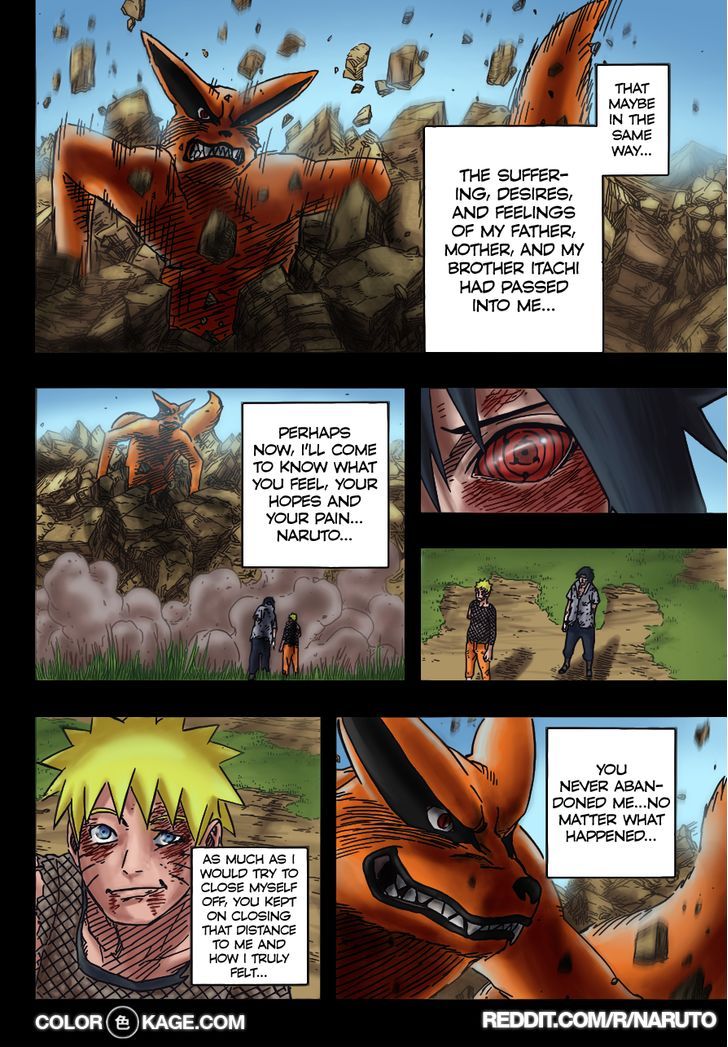 THAT
MAYBE
IN THE
SAME
WAY...
THE SUFFER-
ING, DESIRES,
AND FEELINGS
OF MY FATHER,
MOTHER, AND MY
BROTHER ITACHI
HAD PASSED
INTO ME...
PERHAPS
NOW, I'LL COME
TO KNOW WHAT
YOU FEEL, YOUR
HOPES AND
YOUR PAIN...
NARUTO...
AS MUCH AS I
WOULD TRY TO
CLOSE MYSELF
OFF, YOU KEPT
ON CLOSING
THAT DISTANCE
TO ME AND
HOW I TRULY
FELT...
YOU
NEVER ABAN-
DONED ME...NO
MATTER WHAT
HAPPENED...
COLOR 色 KAGE.COM
REDDIT.COM/R/NARUTO